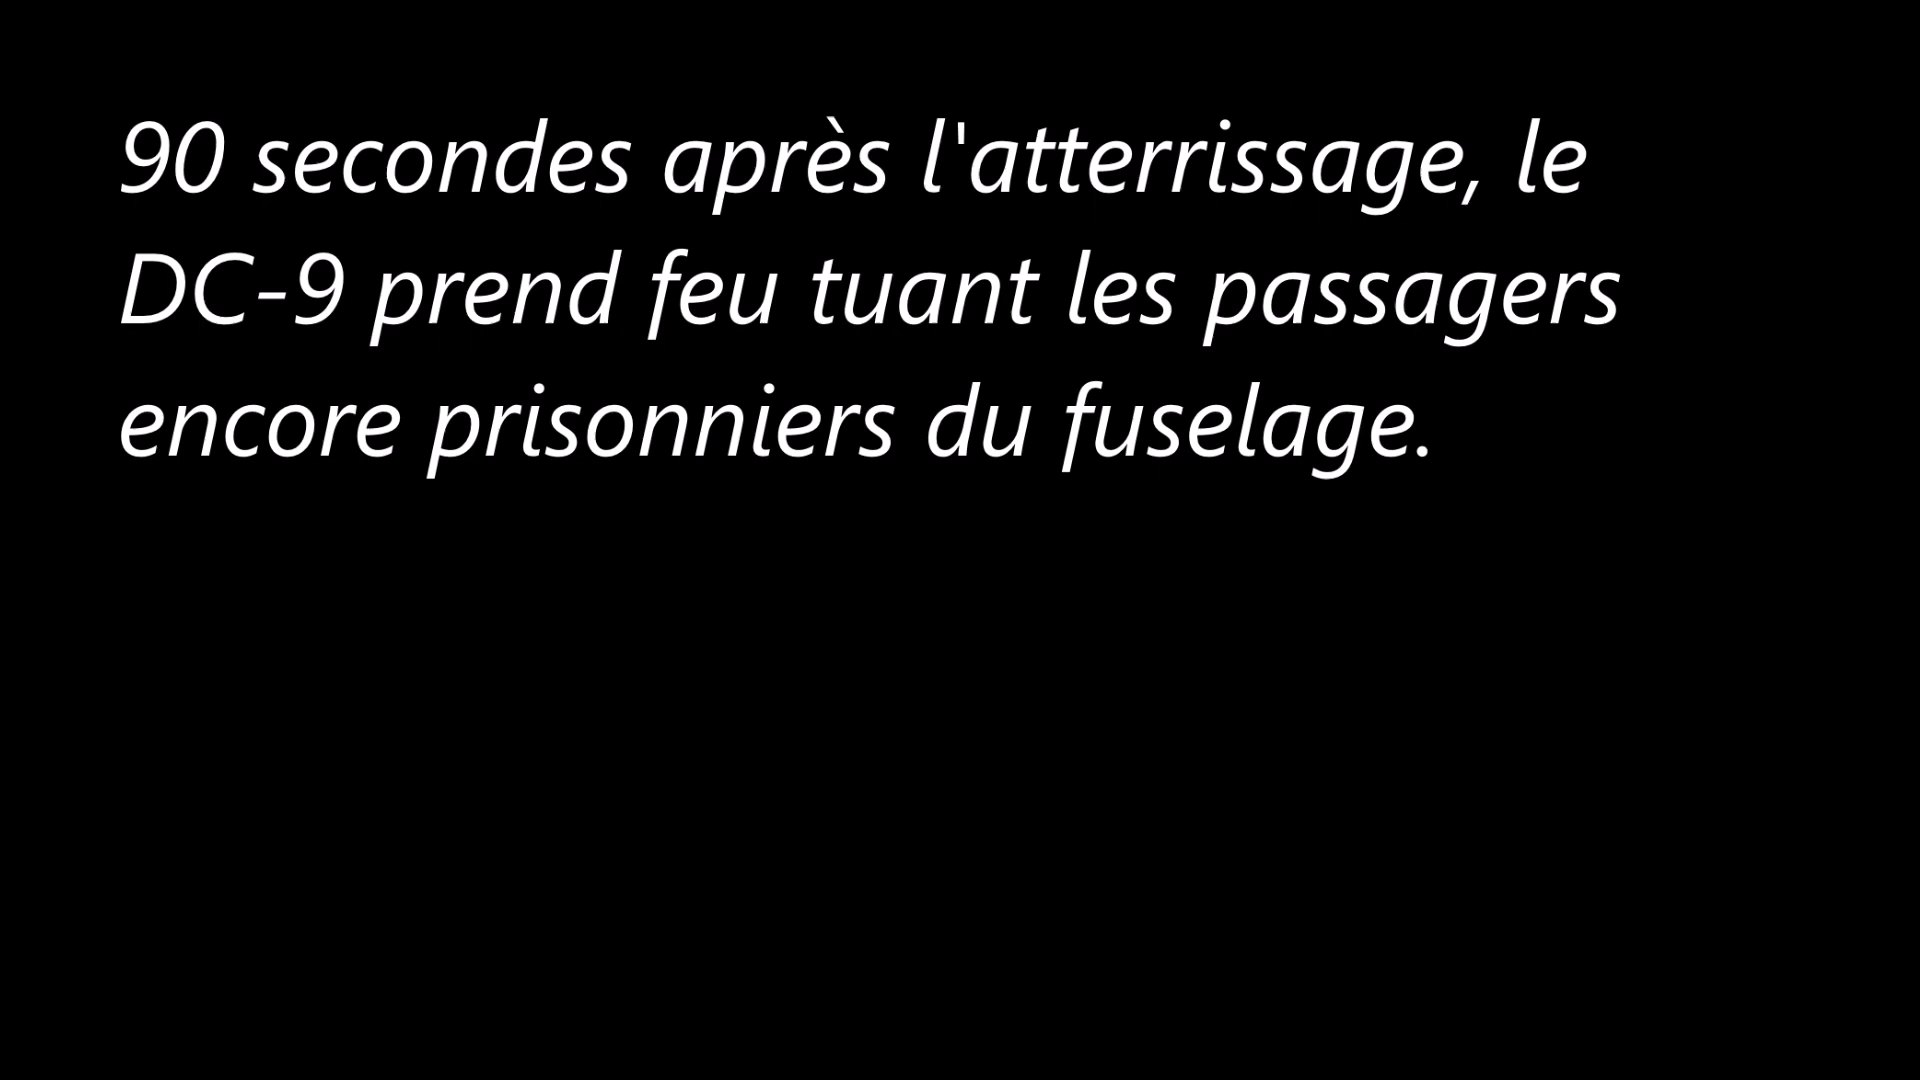 90 secondes après l'atterrissage, le
DC-9 prend feu tuant les passagers
encore prisonniers du fuselage.